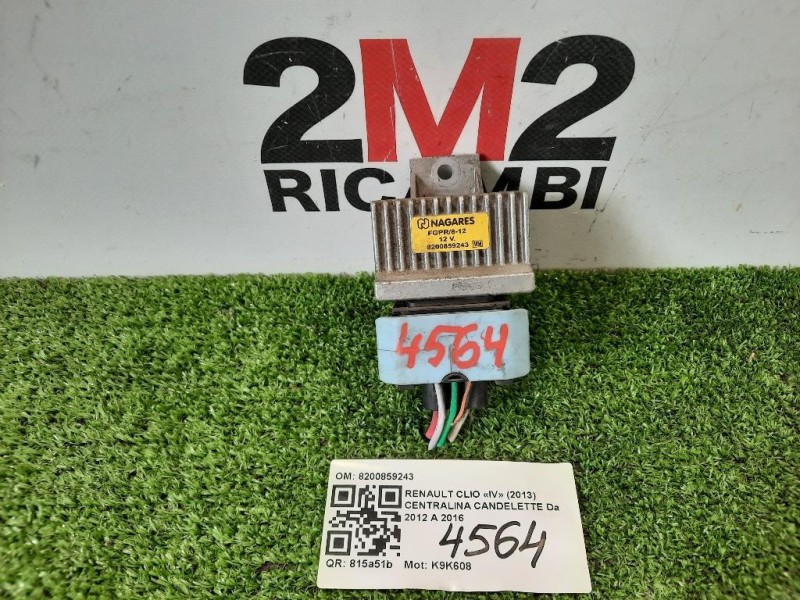 2M2
RICAMBI
NAGARES
FGPR/8-12
12 V.
8200859243
4564
OM: 8200859243
RENAULT CLIO «IV» (2013)
CENTRALINA CANDELETTE Da
2012 A 2016
4564
QR: 815a51b Mot: K9K608